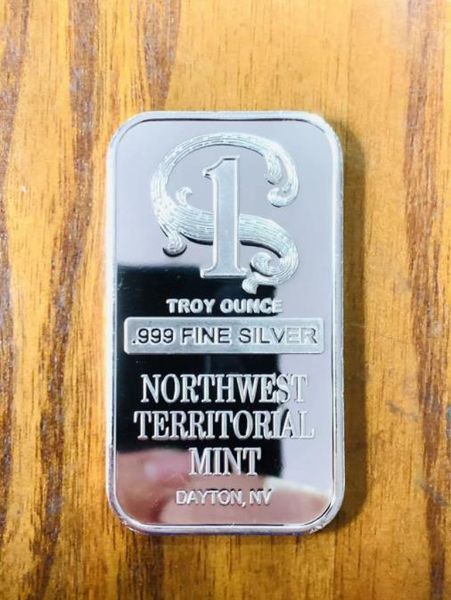 1
TROY OUNCE
.999 FINE SILVER
NORTHWEST
TERRITORIAL
MINT
DAYTON, NV